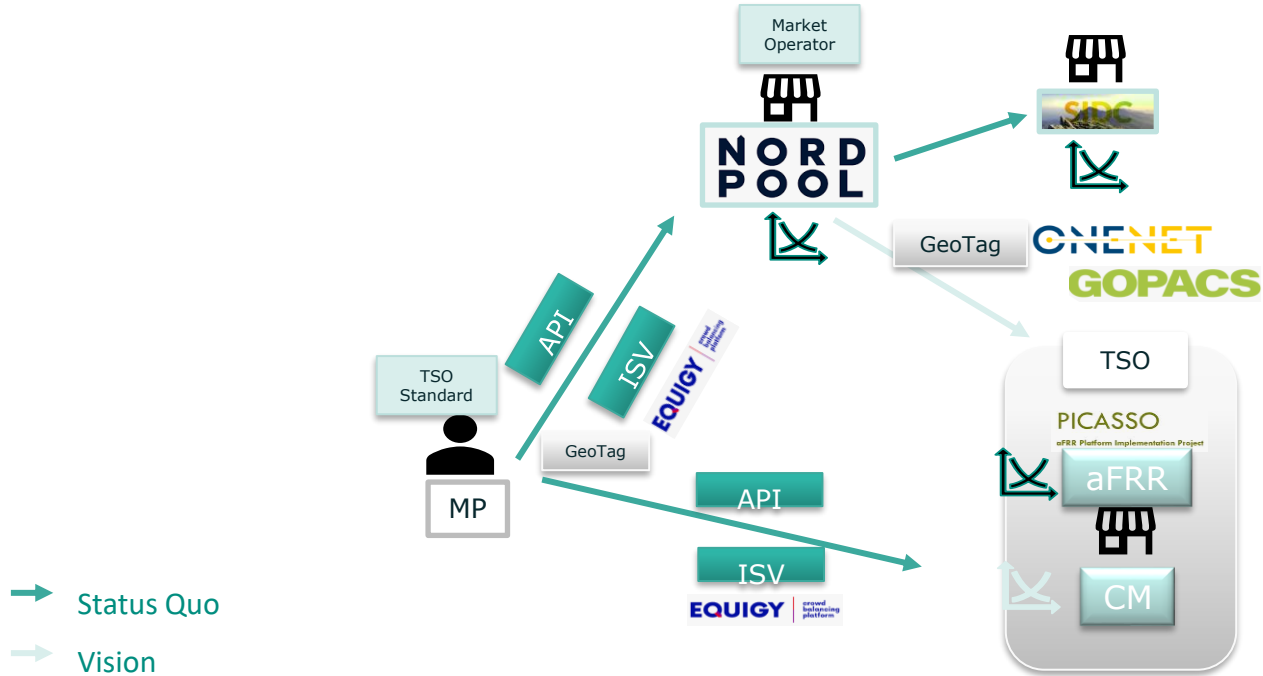 Market
Operator
SIDC
NORD
POOL
GeoTag
ONENET
GOPACS
API
ISV
EQUIGY
crowd
balancing
platform
TSO
Standard
TSO
GeoTag
PICASSO
aFRR Platform Implementation Project
aFRR
MP
API
ISV
EQUIGY
crowd
balancing
platform
CM
Status Quo
Vision